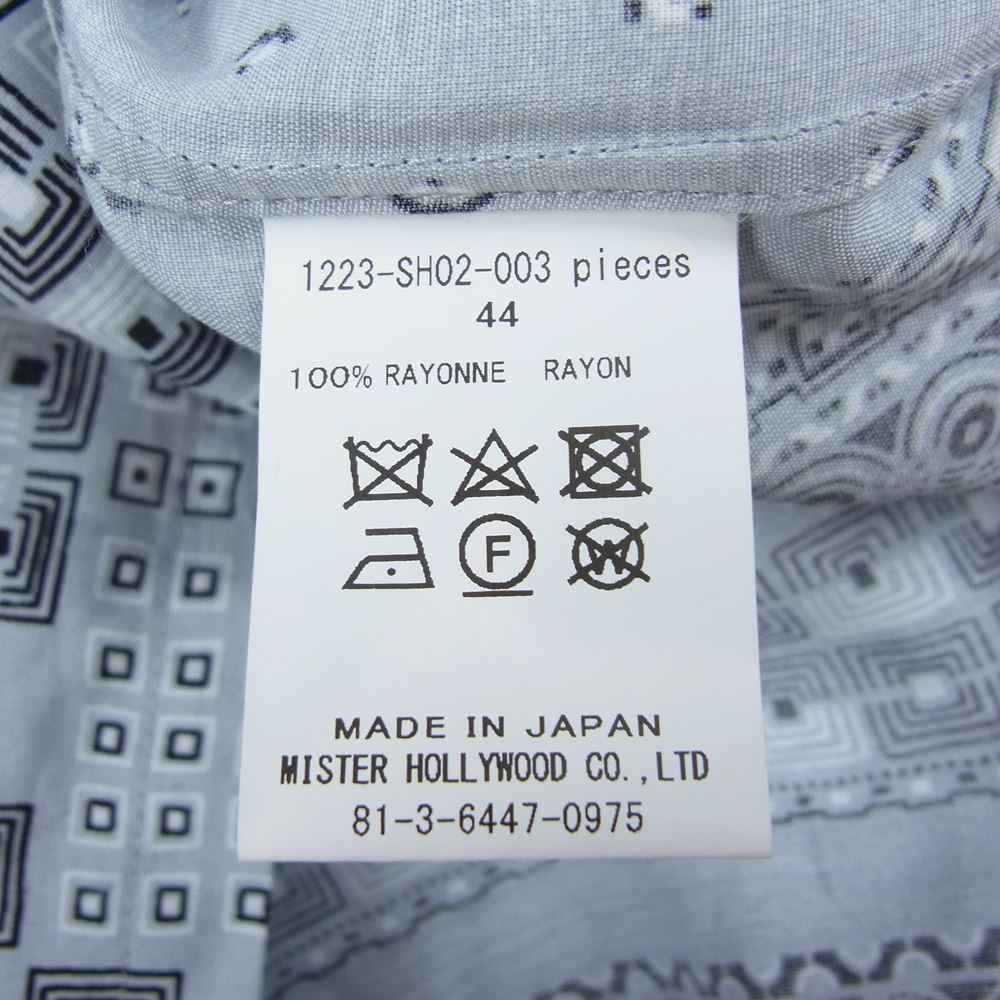 1223-SH02-003 pieces
44
100% RAYONNE RAYON
F W
MADE IN JAPAN
MISTER HOLLYWOOD CO.,LTD
81-3-6447-0975